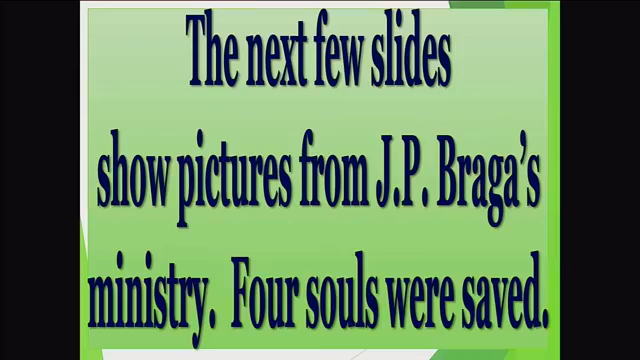 The next few slides
show pictures from J.P. Braga's
ministry.  Four souls were saved.